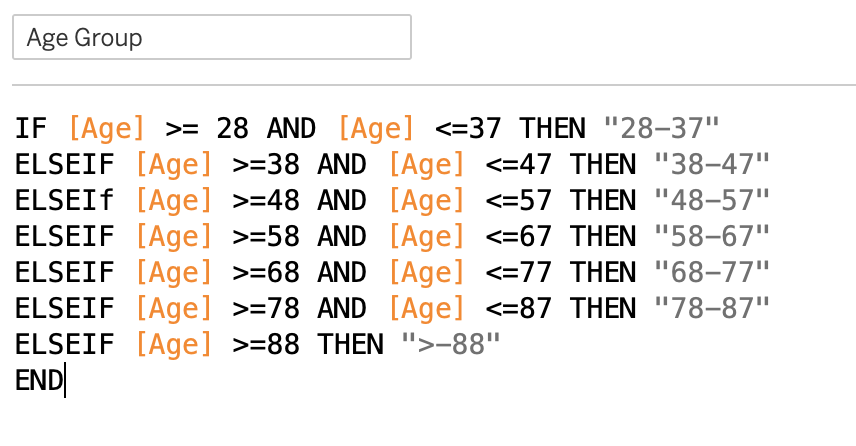 Age Group
IF [Age] >= 28 AND [Age] <=37 THEN "28-37"
ELSEIF [Age] >=38 AND [Age] <=47 THEN "38-47"
ELSEIf [Age] >=48 AND [Age] <=57 THEN "48-57"
ELSEIF [Age] >=58 AND [Age] <=67 THEN "58-67"
ELSEIF [Age] >=68 AND [Age] <=77 THEN "68-77"
ELSEIF [Age] >=78 AND [Age] <=87 THEN "78-87"
ELSEIF [Age] >=88 THEN ">-88"
END